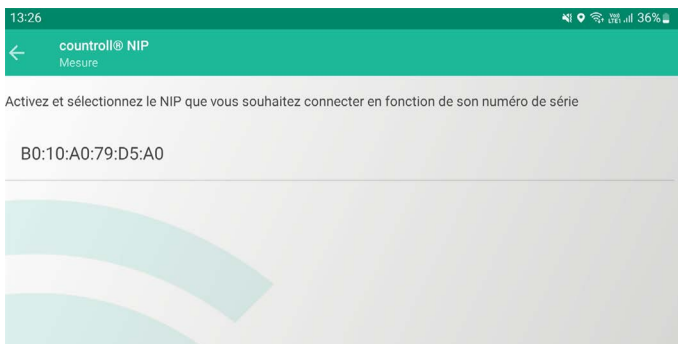 13:26
36%
countroll® NIP
Mesure
Activez et sélectionnez le NIP que vous souhaitez connecter en fonction de son numéro de série
B0:10:A0:79:D5:A0